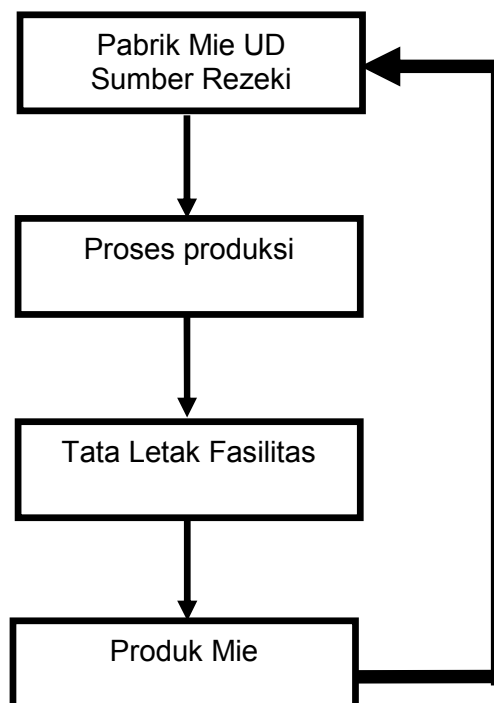 Pabrik Mie UD
Sumber Rezeki
Proses produksi
Tata Letak Fasilitas
Produk Mie